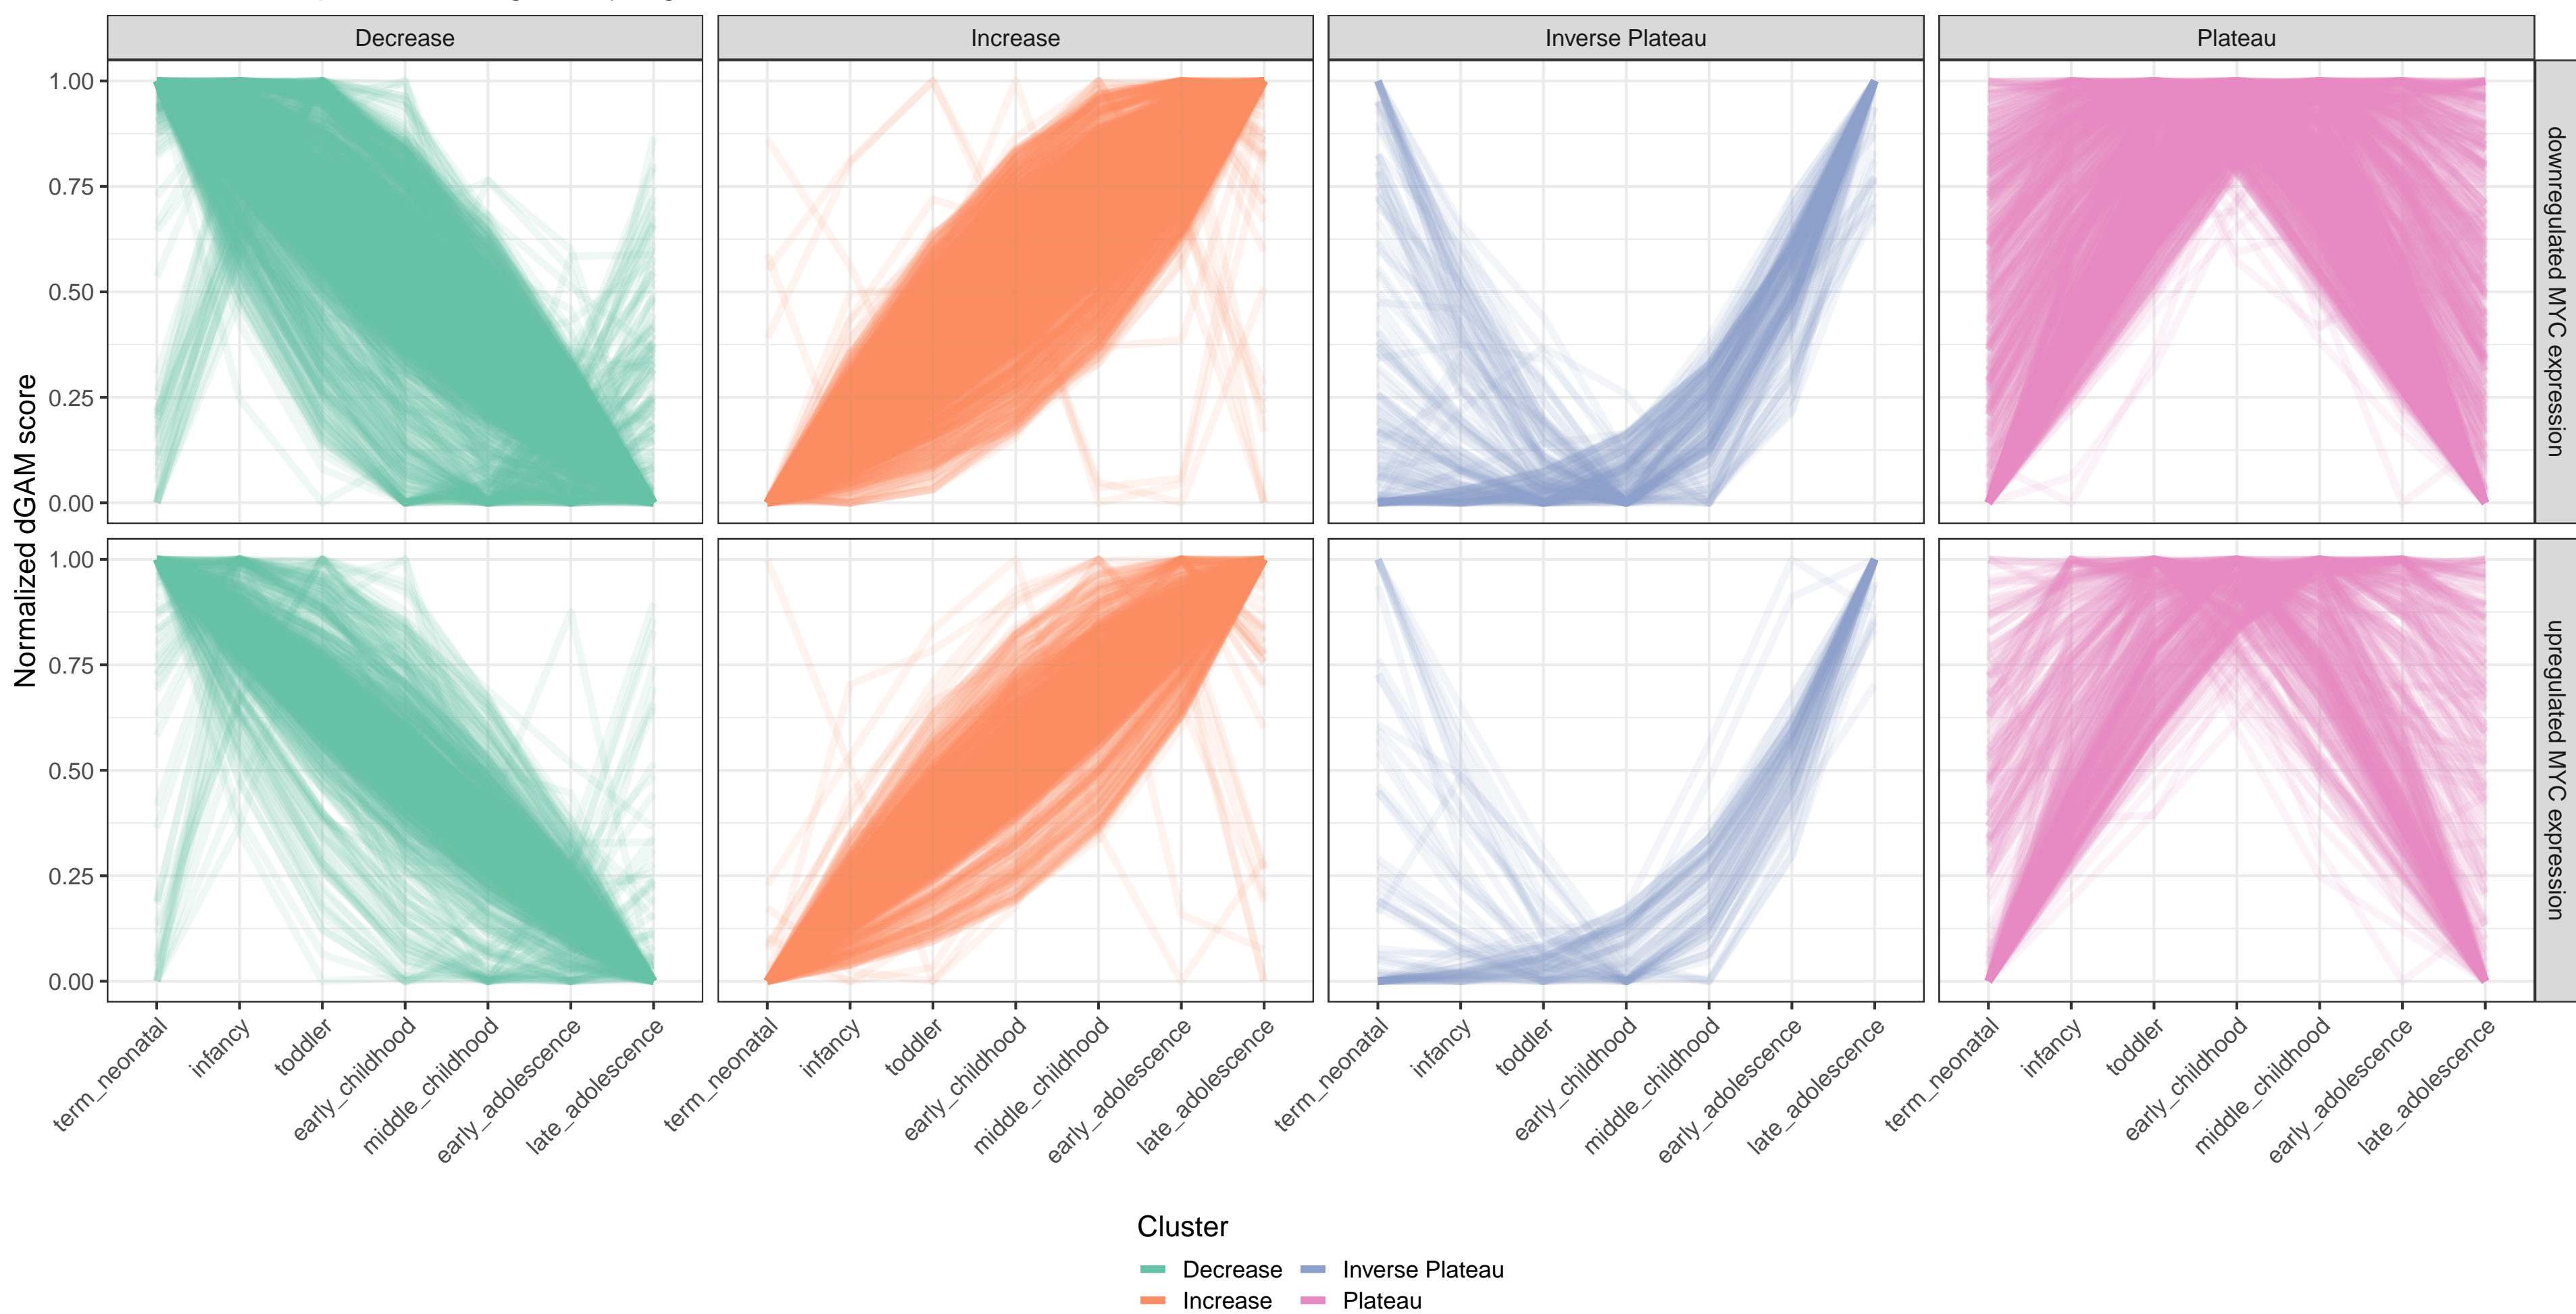 Decrease
Increase
Inverse Plateau
Plateau
Normalized dGAM score
1.00
0.75
0.50
0.25
0.00
downregulated MYC expression
1.00
0.75
0.50
0.25
0.00
upregulated MYC expression
term_neonatal
infancy
toddler
early_childhood
middle_childhood
early_adolescence
late_adolescence
term_neonatal
infancy
toddler
early_childhood
middle_childhood
early_adolescence
late_adolescence
term_neonatal
infancy
toddler
early_childhood
middle_childhood
early_adolescence
late_adolescence
term_neonatal
infancy
toddler
early_childhood
middle_childhood
early_adolescence
late_adolescence
Cluster
Decrease
Inverse Plateau
Increase
Plateau